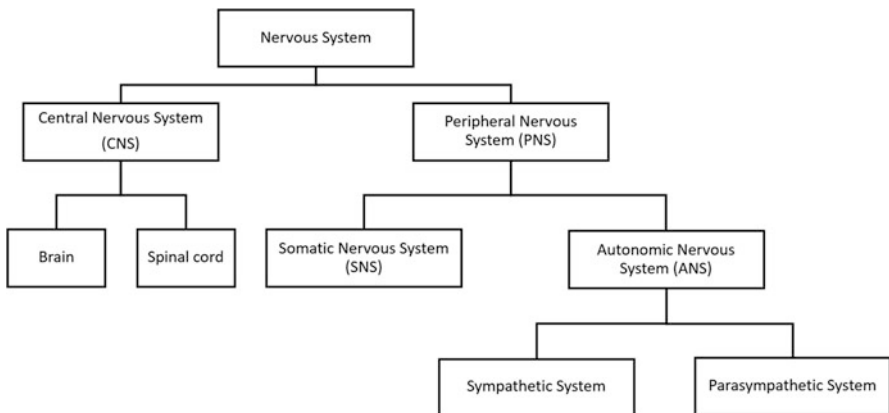 Nervous System
Central Nervous System
(CNS)
Peripheral Nervous
System (PNS)
Brain
Spinal cord
Somatic Nervous System
(SNS)
Autonomic Nervous
System (ANS)
Sympathetic System
Parasympathetic System